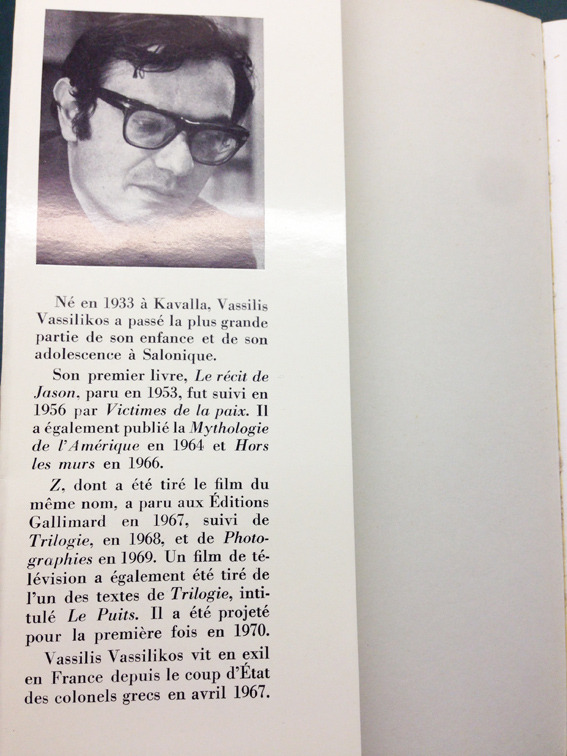 Né en 1933 à Kavalla, Vassilis
Vassilikos a passé la plus grande
partie de son enfance et de son
adolescence à Salonique.
Son premier livre, Le récit de
Jason, paru en 1953, fut suivi en
1956 par Victimes de la paix. Il
a également publié la Mythologie
de l'Amérique en 1964 et Hors
les murs en 1966.
Z, dont a été tiré le film du
même nom, a paru aux Éditions
Gallimard en 1967, suivi de
Trilogie, en 1968, et de Photo-
graphies en 1969. Un film de té-
lévision a également été tiré de
l'un des textes de Trilogie, inti-
tulé Le Puits. Il a été projeté
pour la première fois en 1970.
Vassilis Vassilikos vit en exil
en France depuis le coup d'État
des colonels grecs en avril 1967.